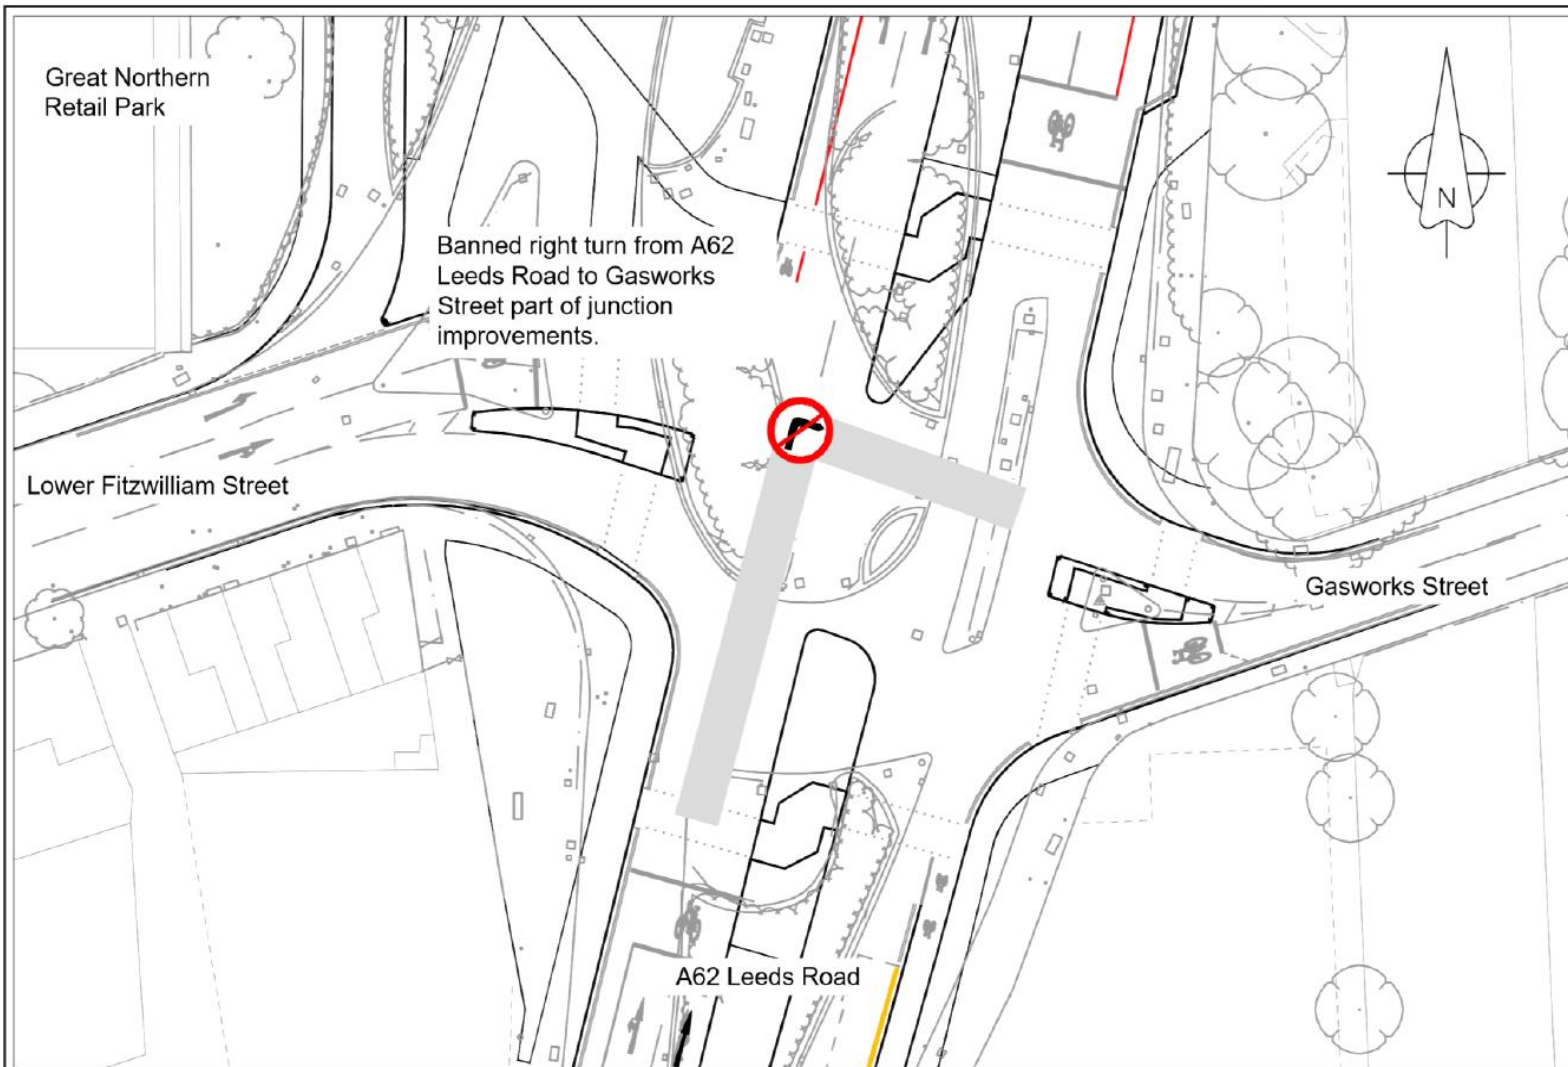 Great Northern
Retail Park
N
Banned right turn from A62
Leeds Road to Gasworks
Street part of junction
improvements.
Lower Fitzwilliam Street
Gasworks Street
A62 Leeds Road